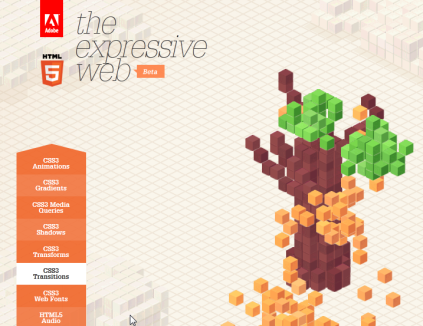 Adobe
the
expressive
web
Beta
HTML
5
CSS3
Animations
CSS3
Gradients
CSS3 Media
Queries
CSS3
Shadows
CSS3
Transforms
CSS3
Transitions
CSS3
Web Fonts
HTML5
Audio